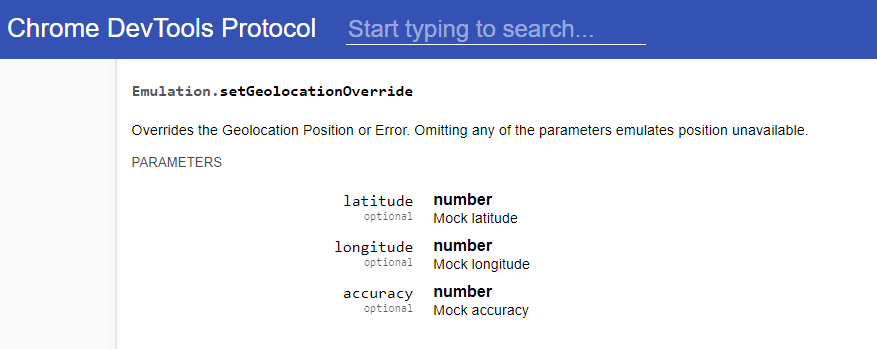 Chrome DevTools Protocol Start typing to search...
Emulation.setGeolocationOverride
Overrides the Geolocation Position or Error. Omitting any of the parameters emulates position unavailable.
PARAMETERS
latitude number
optional Mock latitude
longitude number
optional Mock longitude
accuracy number
optional Mock accuracy